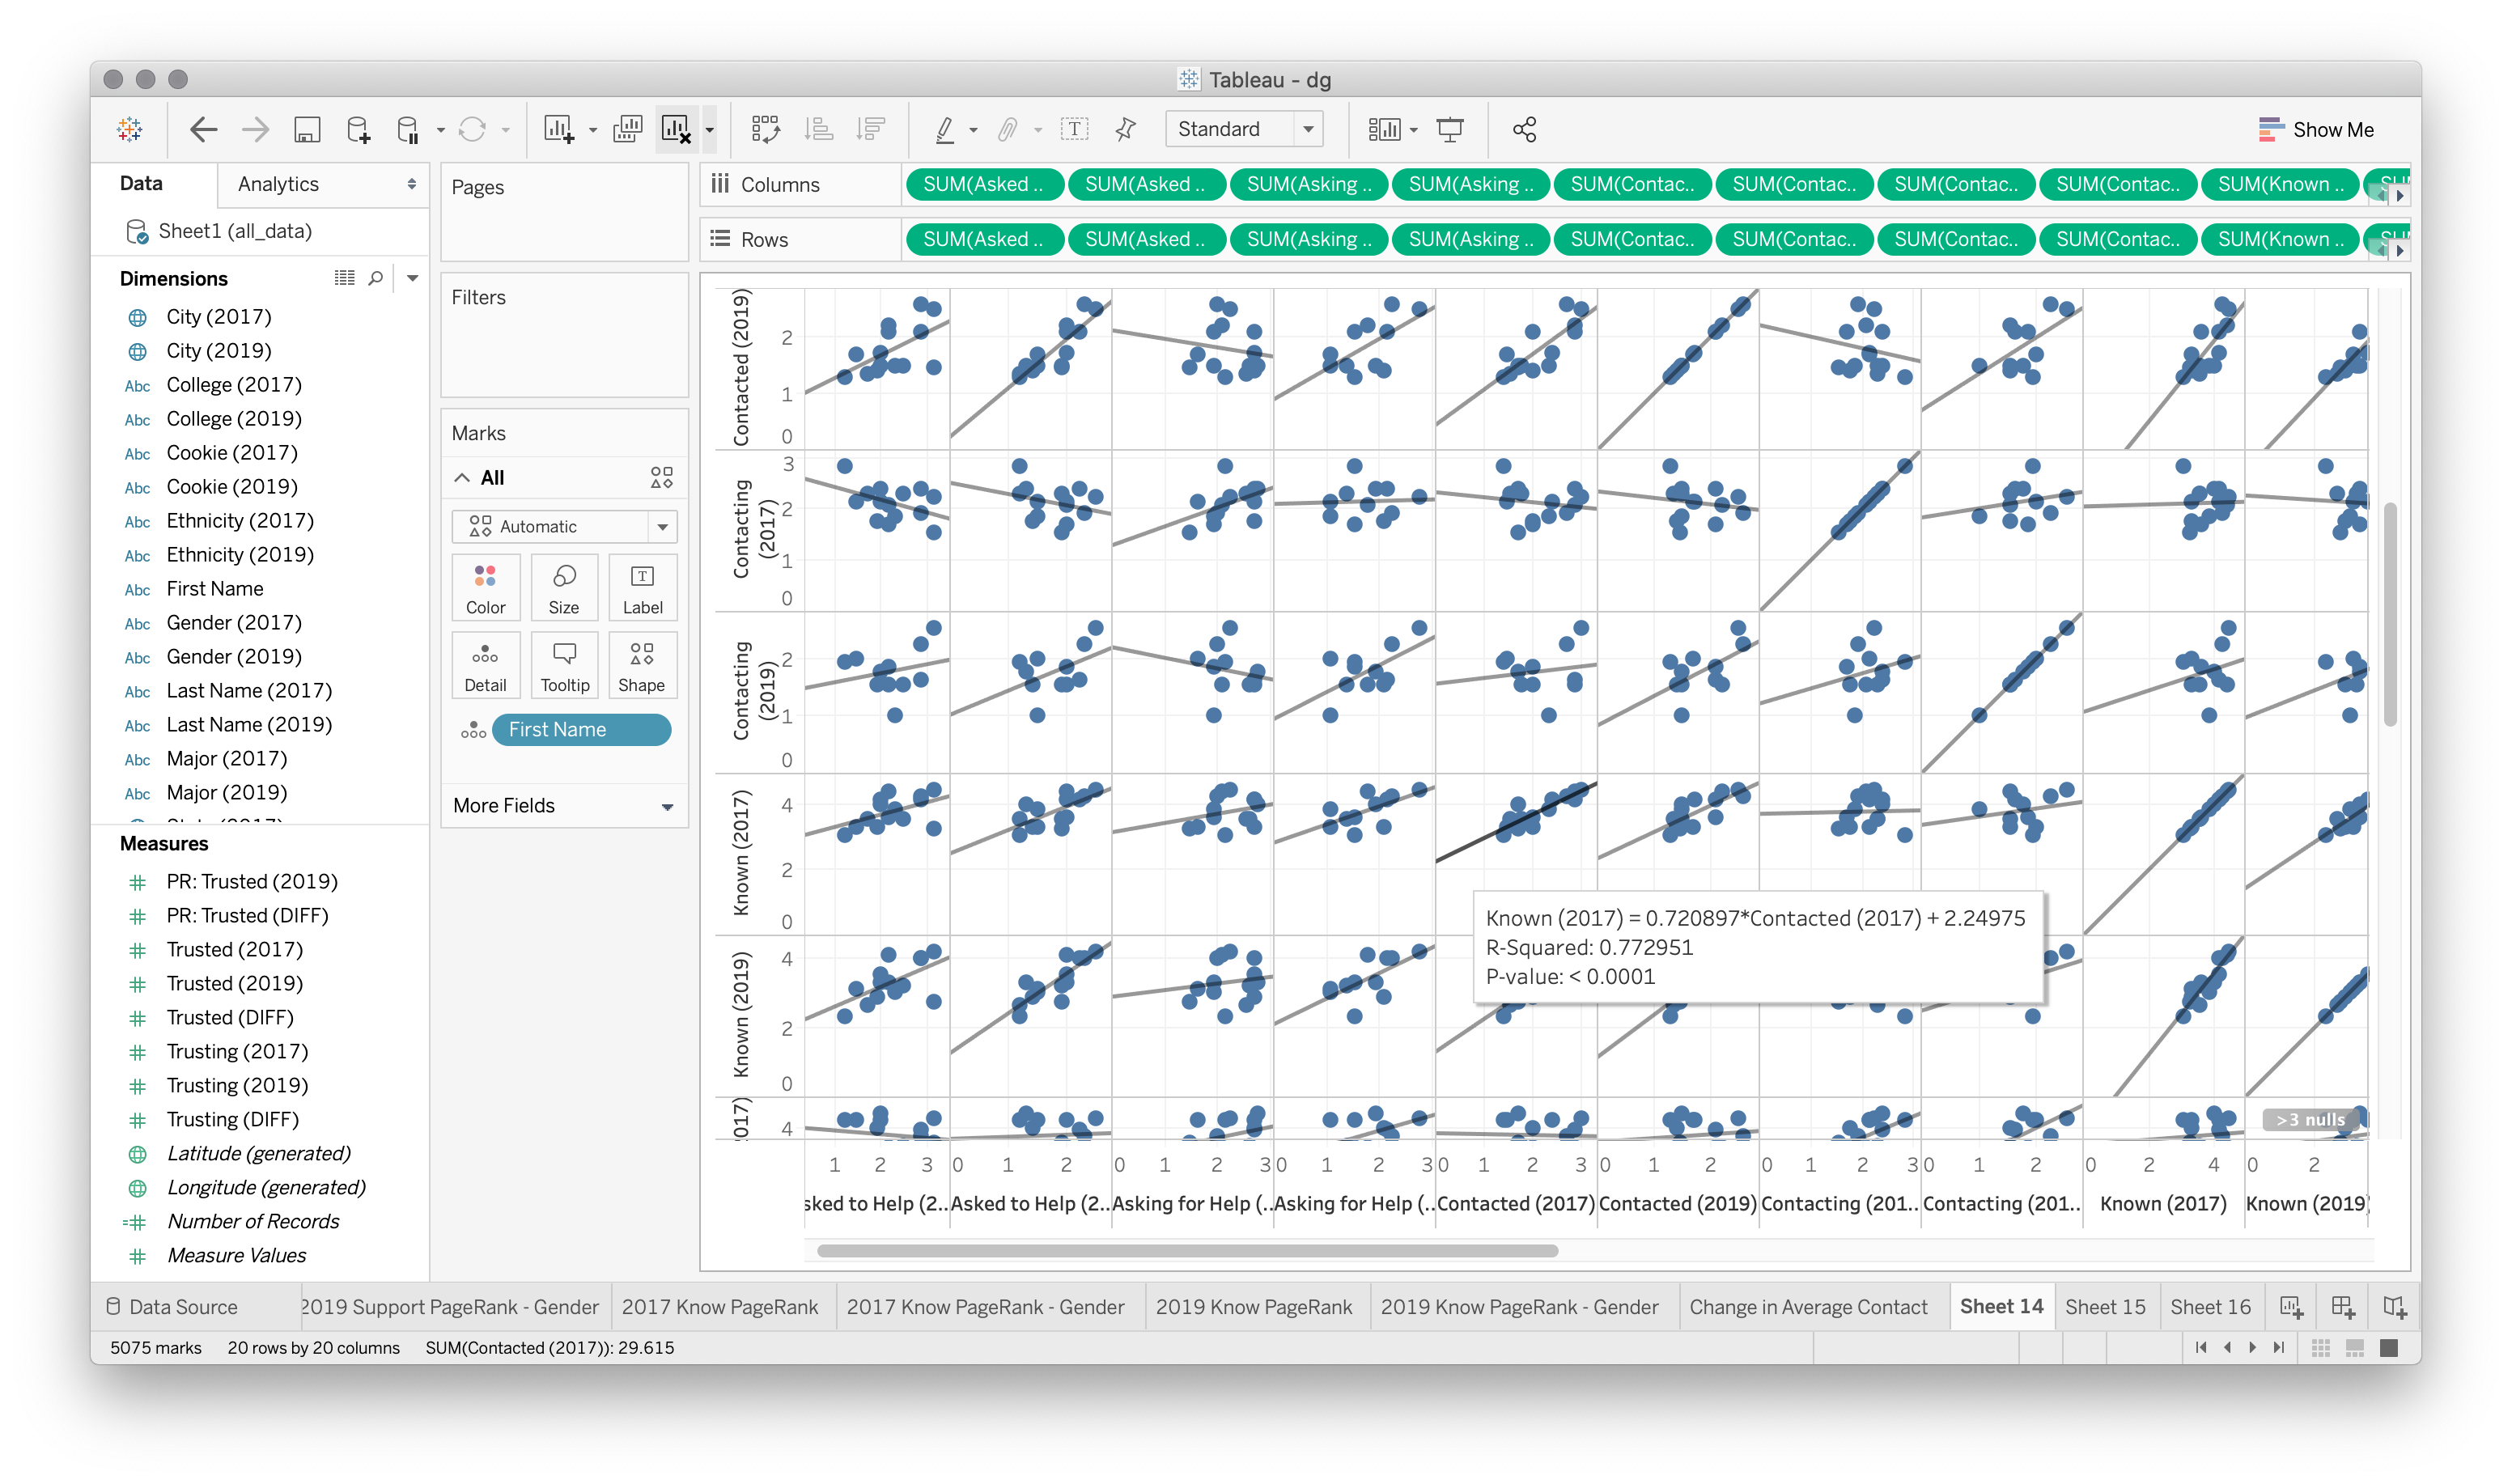 Tableau - dg
Standard
Show Me
Data
Analytics
Pages
Columns
SUM(Asked ..
SUM(Asked ..
SUM(Asking ..
SUM(Asking ..
SUM(Contac..
SUM(Contac..
SUM(Contac..
SUM(Contac..
SUM(Known ..
Sheet1 (all_data)
Rows
SUM(Asked ..
SUM(Asked ..
SUM(Asking ..
SUM(Asking ..
SUM(Contac..
SUM(Contac..
SUM(Contac..
SUM(Contac..
SUM(Known ..
Dimensions
City (2017)
City (2019)
Abc College (2017)
Abc College (2019)
Abc Cookie (2017)
Abc Cookie (2019)
Abc Ethnicity (2017)
Abc Ethnicity (2019)
Abc First Name
Abc Gender (2017)
Abc Gender (2019)
Abc Last Name (2017)
Abc Last Name (2019)
Abc Major (2017)
Abc Major (2019)
Measures
PR: Trusted (2019)
PR: Trusted (DIFF)
Trusted (2017)
Trusted (2019)
Trusted (DIFF)
Trusting (2017)
Trusting (2019)
Trusting (DIFF)
Latitude (generated)
Longitude (generated)
Number of Records
Measure Values
Filters
Marks
All
Automatic
Color
Size
Label
Detail
Tooltip
Shape
First Name
More Fields
Contacted (2019)
2
1
0
Contacting
(2017)
3
2
1
0
Contacting
(2019)
2
1
0
Known (2017)
4
2
0
Known (2017) = 0.720897*Contacted (2017) + 2.24975
R-Squared: 0.772951
P-value: < 0.0001
Known (2019)
4
2
0
017)
4
>3 nulls
1 2 3 0 1 2 0 1 2 3 0 1 2 3 0 1 2 3 0 1 2 0 1 2 3 0 1 2 0 2 4 0 2
sked to Help (2..
Asked to Help (2..
Asking for Help (..
Asking for Help (..
Contacted (2017)
Contacted (2019)
Contacting (201..
Contacting (201..
Known (2017)
Known (2019)
Data Source
2019 Support PageRank - Gender
2017 Know PageRank
2017 Know PageRank - Gender
2019 Know PageRank
2019 Know PageRank - Gender
Change in Average Contact
Sheet 14
Sheet 15
Sheet 16
5075 marks
20 rows by 20 columns
SUM(Contacted (2017)): 29.615